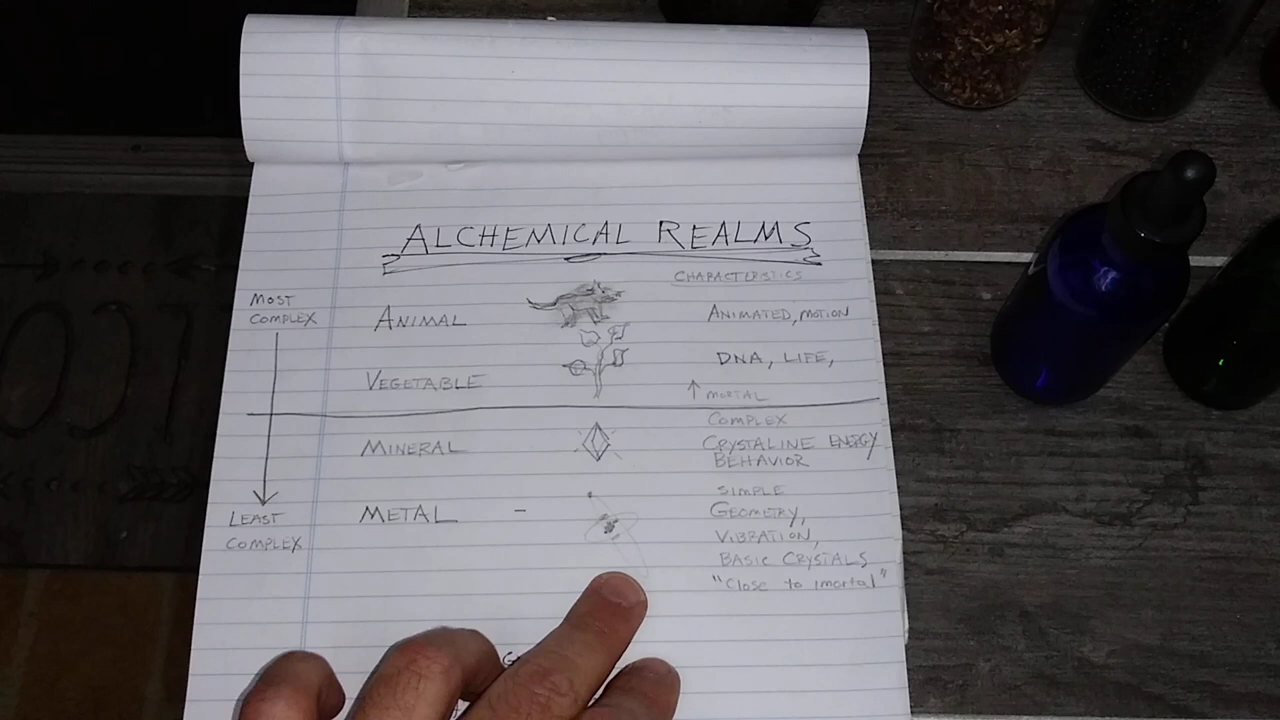 ALCHEMICAL REALMS
CHARACTERISTICS
MOST
COMPLEX
ANIMAL
ANIMATED, MOTION
VEGETABLE
DNA, LIFE,
↑ MORTAL
MINERAL
COMPLEX
CRYSTALINE ENERGY
BEHAVIOR
METAL -
SIMPLE
GEOMETRY,
VIBRATION,
BASIC CRYSTALS
"Close to imortal"
LEAST
COMPLEX